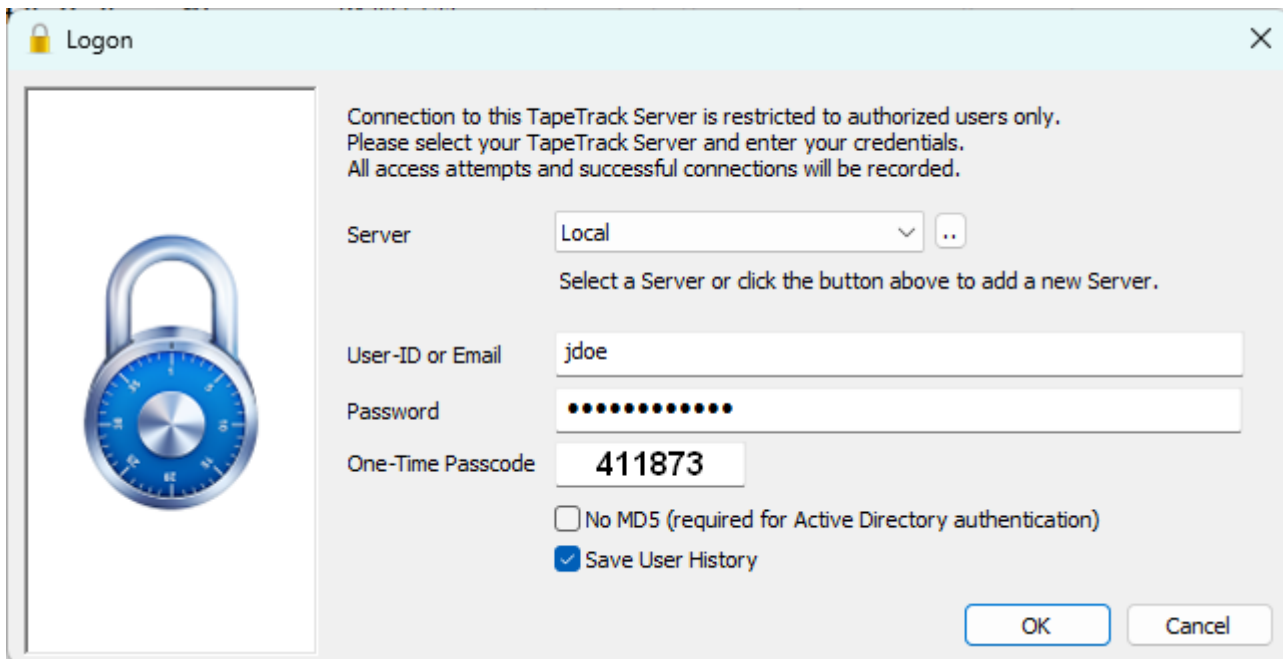 Logon
Connection to this TapeTrack Server is restricted to authorized users only.
Please select your TapeTrack Server and enter your credentials.
All access attempts and successful connections will be recorded.
Server Local ..
Select a Server or click the button above to add a new Server.
User-ID or Email jdoe
Password ●●●●●●●●●●●●
One-Time Passcode 411873
No MD5 (required for Active Directory authentication)
Save User History
OK Cancel